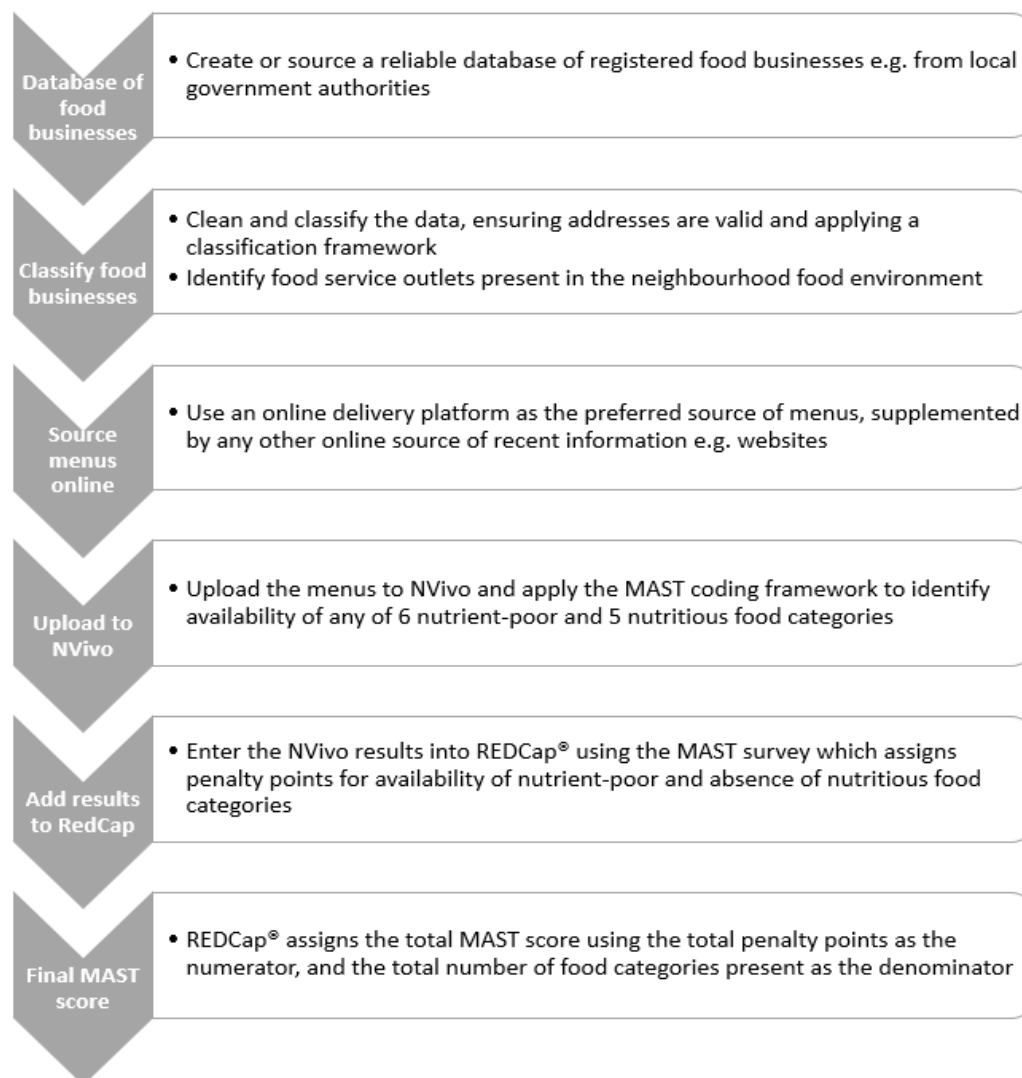 Database of
food
businesses
• Create or source a reliable database of registered food businesses e.g. from local
government authorities
Classify food
businesses
• Clean and classify the data, ensuring addresses are valid and applying a
classification framework
• Identify food service outlets present in the neighbourhood food environment
Source
menus
online
• Use an online delivery platform as the preferred source of menus, supplemented
by any other online source of recent information e.g. websites
Upload to
NVivo
• Upload the menus to NVivo and apply the MAST coding framework to identify
availability of any of 6 nutrient-poor and 5 nutritious food categories
Add results
to RedCap
• Enter the NVivo results into REDCap® using the MAST survey which assigns
penalty points for availability of nutrient-poor and absence of nutritious food
categories
Final MAST
score
• REDCap® assigns the total MAST score using the total penalty points as the
numerator, and the total number of food categories present as the denominator